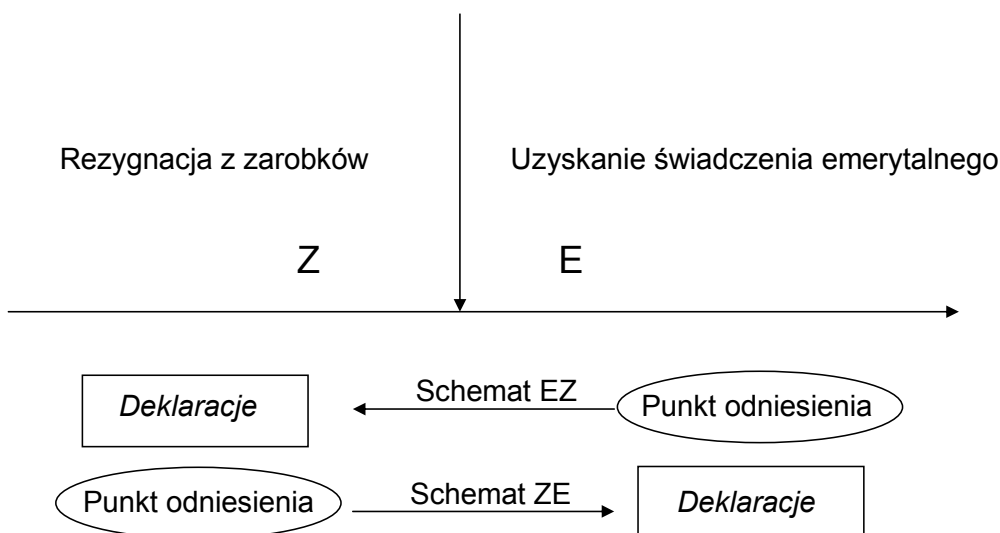 Rezygnacja z zarobków
Uzyskanie świadczenia emerytalnego
Z
E
Deklaracje
Schemat EZ
Punkt odniesienia
Punkt odniesienia
Schemat ZE
Deklaracje